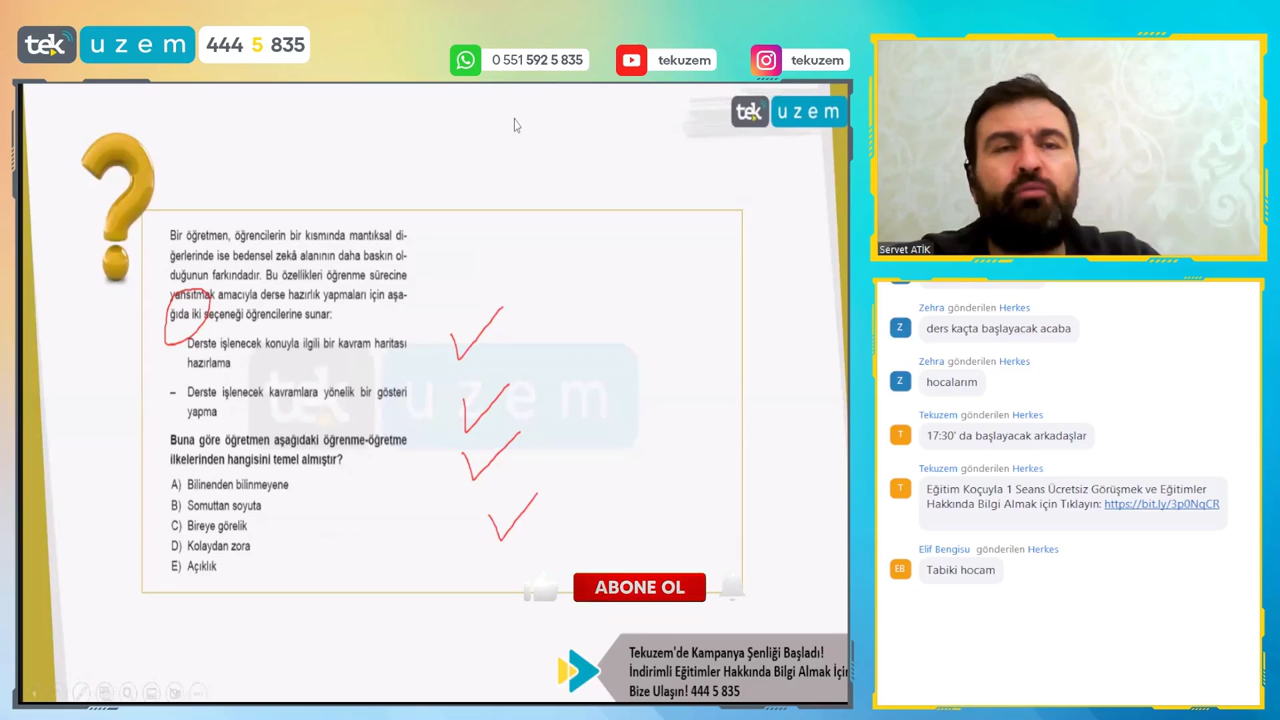 tek uzem 444 5 835
0 551 592 5 835
tekuzem
tekuzem
tek uzem
Bir öğretmen, öğrencilerin bir kısmında mantıksal di-
ğerlerinde ise bedensel zekâ alanının daha baskın ol-
duğunun farkındadır. Bu özellikleri öğrenme sürecine
yansıtmak amacıyla derse hazırlık yapmaları için aşa-
ğıda iki seçeneği öğrencilerine sunar:
Derste işlenecek konuyla ilgili bir kavram haritası
hazırlama
– Derste işlenecek kavramlara yönelik bir gösteri
yapma
Buna göre öğretmen aşağıdaki öğrenme-öğretme
ilkelerinden hangisini temel almıştır?
A) Bilinenden bilinmeyene
B) Somuttan soyuta
C) Bireye görelik
D) Kolaydan zora
E) Açıklık
tek uzem
ABONE OL
Tekuzem'de Kampanya Şenliği Başladı!
İndirimli Eğitimler Hakkında Bilgi Almak İçin
Bize Ulaşın! 444 5 835
Servet ATİK
Zehra gönderilen Herkes
Z ders kaçta başlayacak acaba
Zehra gönderilen Herkes
Z hocalarım
Tekuzem gönderilen Herkes
T 17:30' da başlayacak arkadaşlar
Tekuzem gönderilen Herkes
T Eğitim Koçuyla 1 Seans Ücretsiz Görüşmek ve Eğitimler
Hakkında Bilgi Almak için Tıklayın: https://bit.ly/3p0NqCR
Elif Bengisu gönderilen Herkes
EB Tabiki hocam